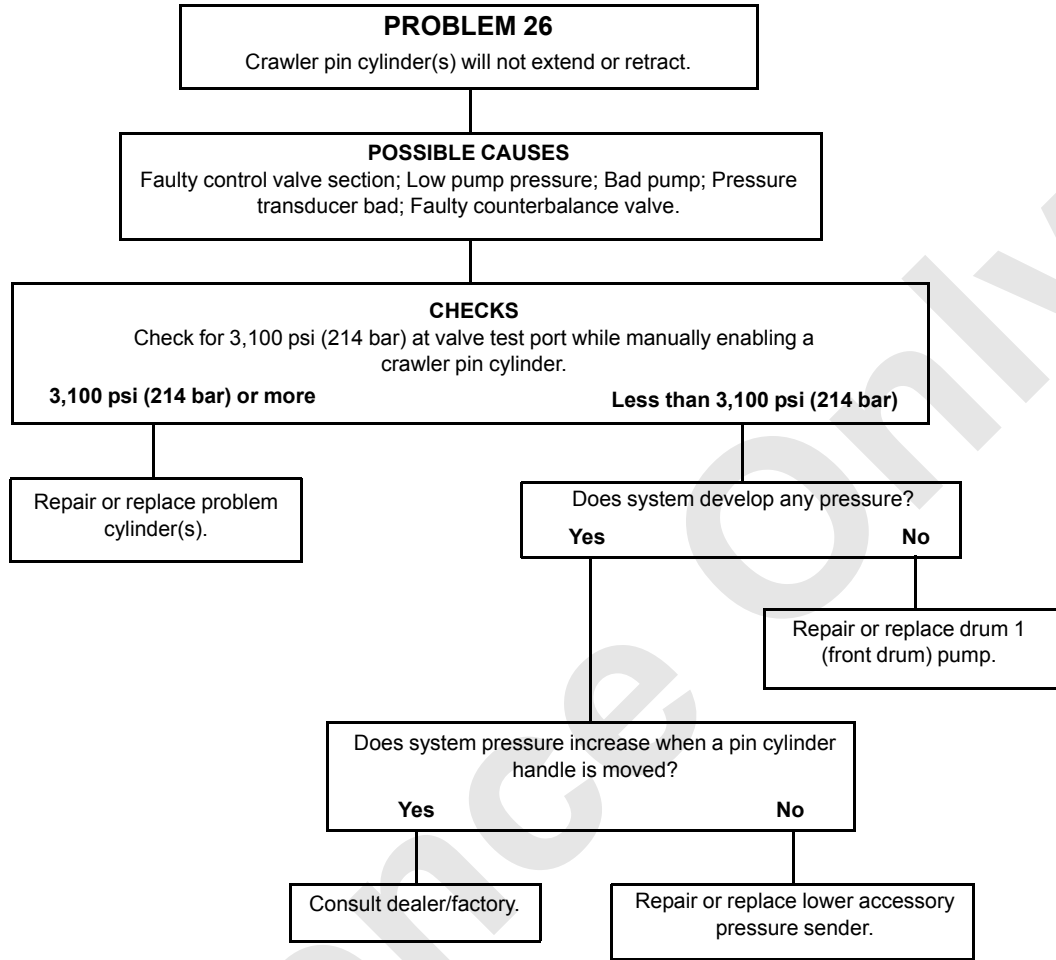 PROBLEM 26
Crawler pin cylinder(s) will not extend or retract.
POSSIBLE CAUSES
Faulty control valve section; Low pump pressure; Bad pump; Pressure
transducer bad; Faulty counterbalance valve.
CHECKS
Check for 3,100 psi (214 bar) at valve test port while manually enabling a
crawler pin cylinder.
3,100 psi (214 bar) or more
Less than 3,100 psi (214 bar)
Repair or replace problem
cylinder(s).
Does system develop any pressure?
Yes
No
Repair or replace drum 1
(front drum) pump.
Does system pressure increase when a pin cylinder
handle is moved?
Yes
No
Consult dealer/factory.
Repair or replace lower accessory
pressure sender.
ence Only